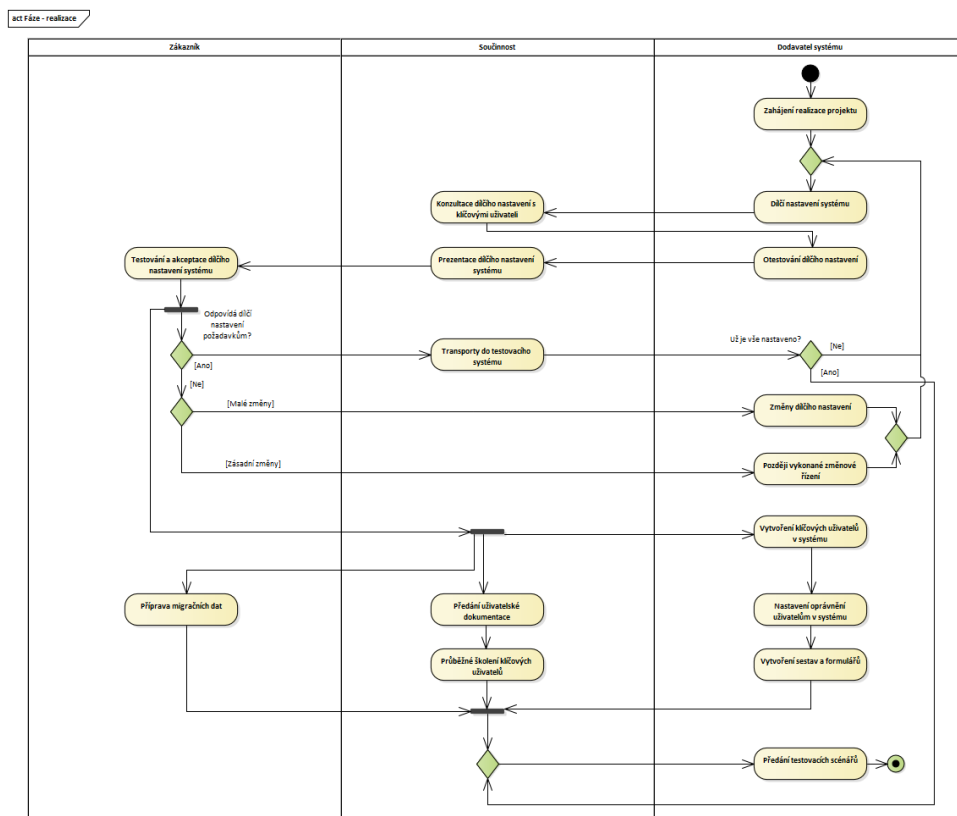 act Fáze - realizace
Zákazník
Součinnost
Dodavatel systému
Zahájení realizace projektu
Konzultace dílčího nastavení s
klíčovými uživateli
Dílčí nastavení systému
Testování a akceptace dílčího
nastavení systému
Prezentace dílčího nastavení
systému
Otestování dílčího nastavení
Odpovídá dílčí
nastavení
požadavkům?
Už je vše nastaveno?
[Ne]
Transporty do testovacího
systému
[Ano]
[Ano]
[Ne]
[Malé změny]
Změny dílčího nastavení
[Zásadní změny]
Později vykonané změnové
řízení
Vytvoření klíčových uživatelů
v systému
Příprava migračních dat
Předání uživatelské
dokumentace
Nastavení oprávnění
uživatelům v systému
Průběžné školení klíčových
uživatelů
Vytvoření sestav a formulářů
Předání testovacích scénářů